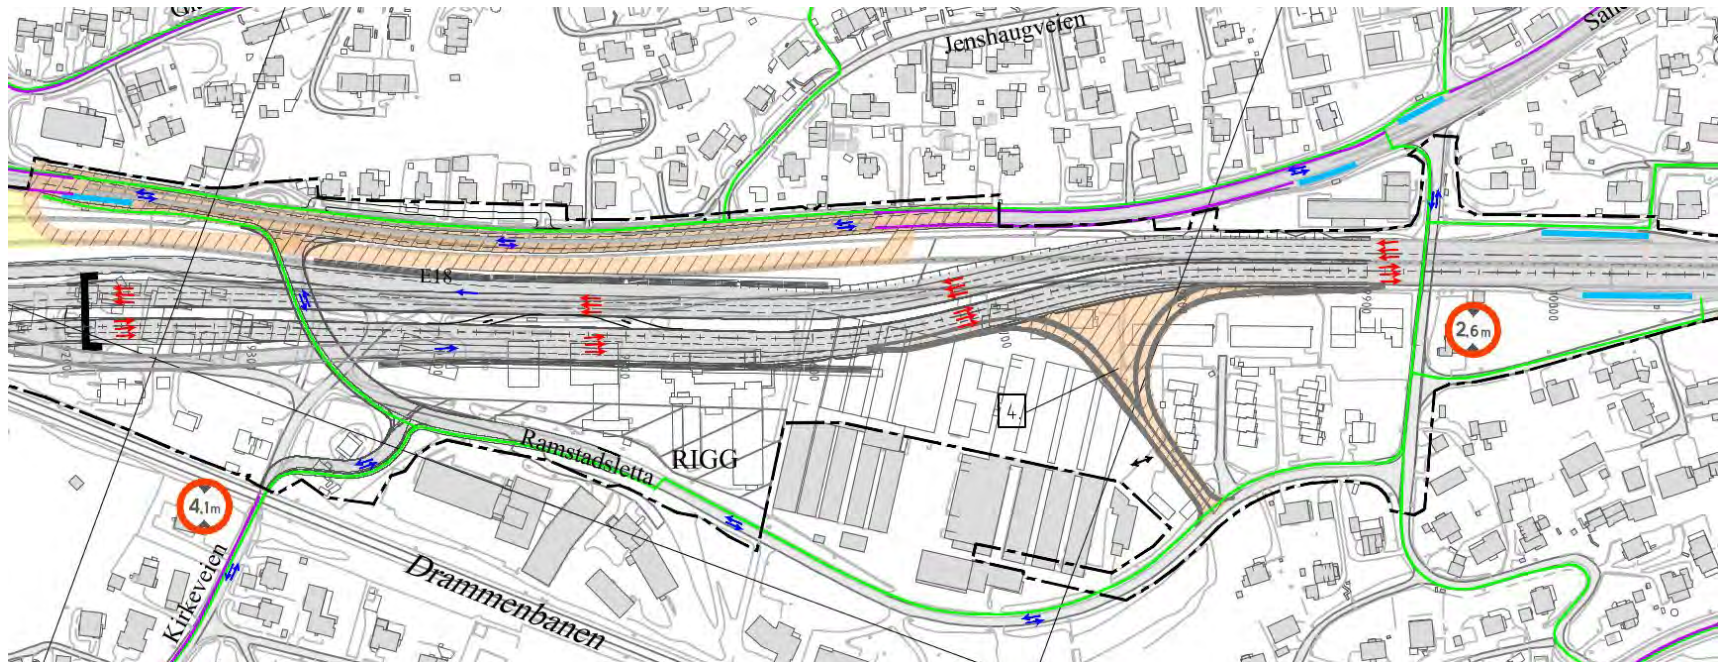 Jenshaugveien
E18
4.
2,6m
Ramstadsletta
RIGG
4,1m
Kirkeveien
Drammenbanen